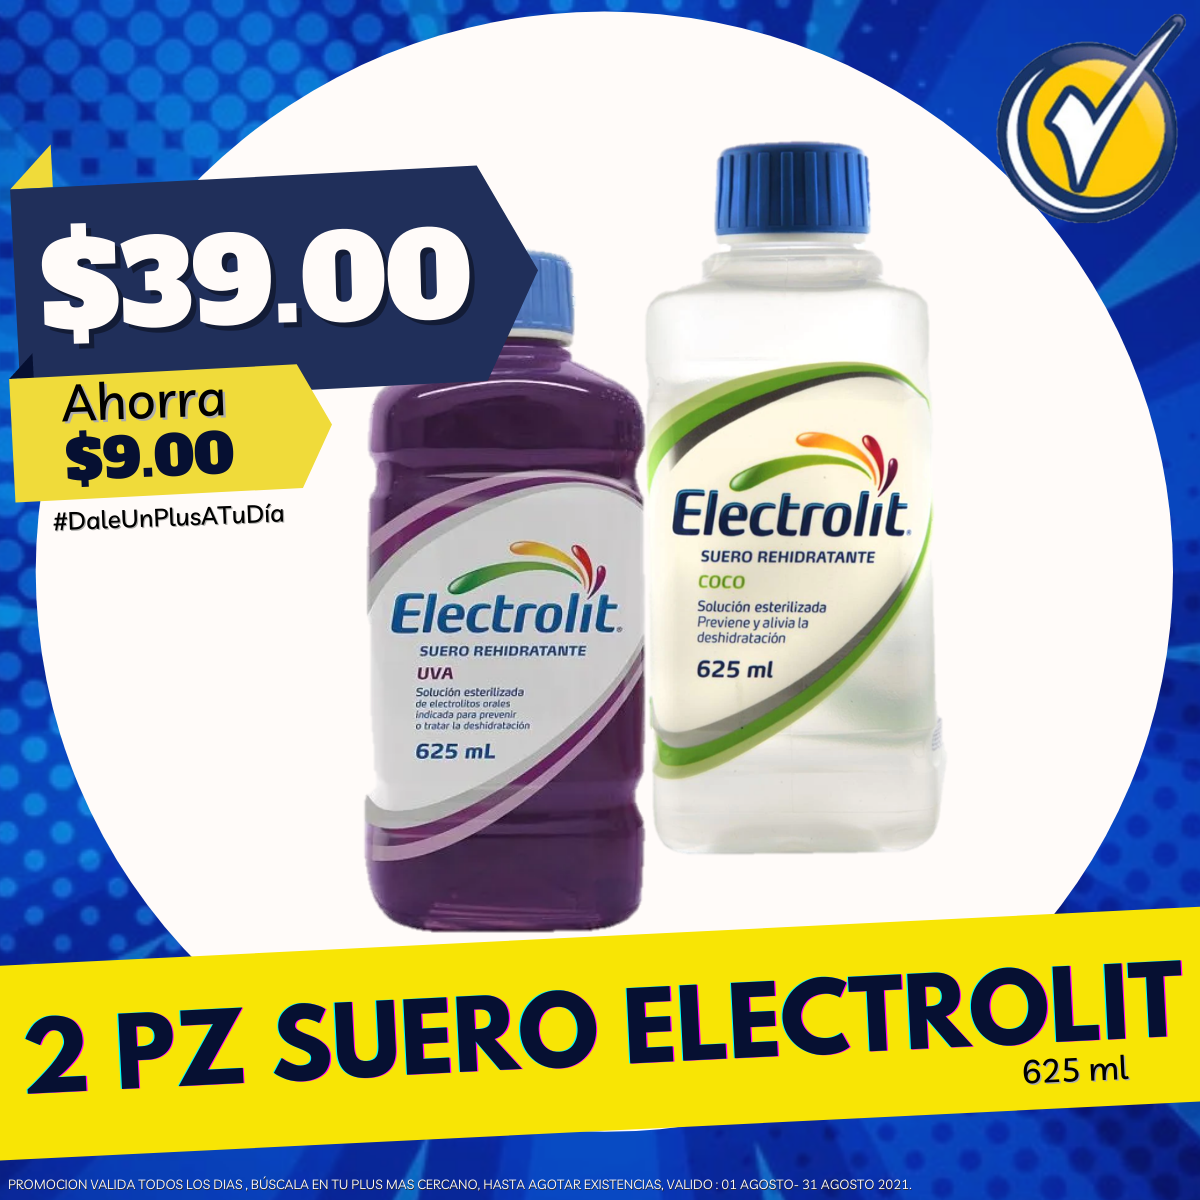 $39.00
Ahorra
$9.00
#DaleUnPlusATuDía
Electrolit
SUERO REHIDRATANTE
UVA
Solución esterilizada
de electrolitos orales
indicada para prevenir
o tratar la deshidratación
625 mL
Electrolit
SUERO REHIDRATANTE
COCO
Solución esterilizada
Previene y alivia la
deshidratación
625 ml
2 PZ SUERO ELECTROLIT
625 ml
PROMOCION VALIDA TODOS LOS DIAS , BÚSCALA EN TU PLUS MAS CERCANO, HASTA AGOTAR EXISTENCIAS, VALIDO : 01 AGOSTO- 31 AGOSTO 2021.